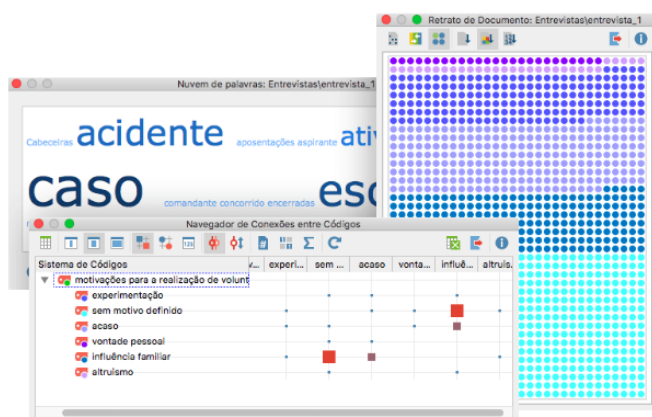 Retrato de Documento: Entrevistas\entrevista_1
Nuvem de palavras: Entrevistas\entrevista_1
Cabeceiras acidente aposentações aspirante
caso comandante concorrido encerradas
Navegador de Conexões entre Códigos
Sistema de Códigos experi... sem ... acaso vonta... influê... altruis.
motivações para a realização de volunt
experimentação
sem motivo definido
acaso
vontade pessoal
influência familiar
altruísmo